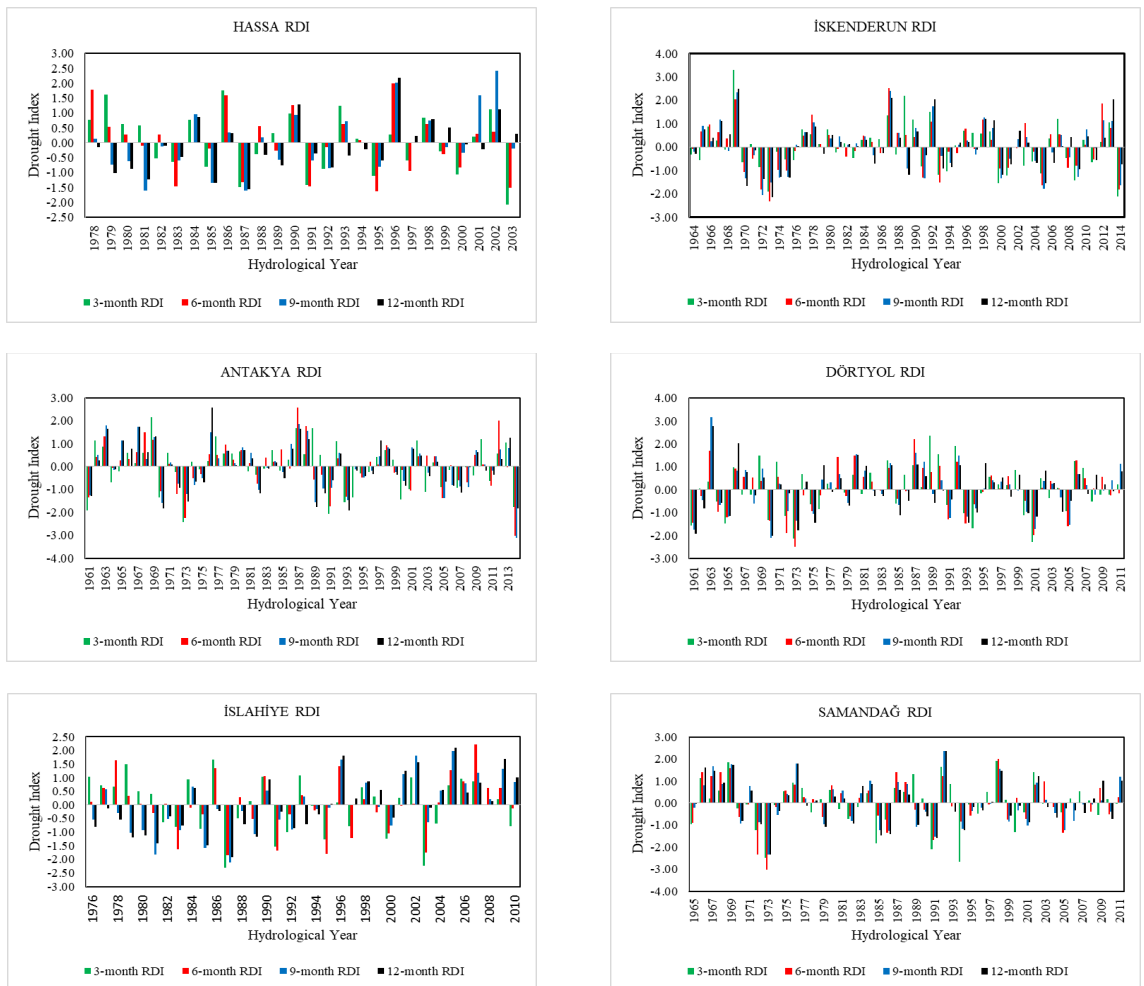 HASSA RDI
3.00
2.50
2.00
1.50
1.00
0.50
0.00
-0.50
-1.00
-1.50
-2.00
-2.50
Drought Index
1978 1979 1980 1981 1982 1983 1984 1985 1986 1987 1988 1989 1990 1991 1992 1993 1994 1995 1996 1997 1998 1999 2000 2001 2002 2003
Hydrological Year
3-month RDI 6-month RDI 9-month RDI 12-month RDI
İSKENDERUN RDI
4.00
3.00
2.00
1.00
0.00
-1.00
-2.00
-3.00
Drought Index
1964 1966 1968 1970 1972 1974 1976 1978 1980 1982 1984 1986 1988 1990 1992 1994 1996 1998 2000 2002 2004 2006 2008 2010 2012 2014
Hydrological Year
3-month RDI 6-month RDI 9-month RDI 12-month RDI
ANTAKYA RDI
3.00
2.00
1.00
0.00
-1.00
-2.00
-3.00
-4.00
Drought Index
1961 1963 1965 1967 1969 1971 1973 1975 1977 1979 1981 1983 1985 1987 1989 1991 1993 1995 1997 1999 2001 2003 2005 2007 2009 2011 2013
Hydrological Year
3-month RDI 6-month RDI 9-month RDI 12-month RDI
DÖRTYOL RDI
4.00
3.00
2.00
1.00
0.00
-1.00
-2.00
-3.00
Drought Index
1961 1963 1965 1967 1969 1971 1973 1975 1977 1979 1981 1983 1985 1987 1989 1991 1993 1995 1997 1999 2001 2003 2005 2007 2009 2011
Hydrological Year
3-month RDI 6-month RDI 9-month RDI 12-month RDI
İSLAHİYE RDI
2.50
2.00
1.50
1.00
0.50
0.00
-0.50
-1.00
-1.50
-2.00
-2.50
-3.00
Drought Index
1976 1978 1980 1982 1983 1986 1988 1990 1992 1994 1996 1998 2000 2002 2004 2006 2008 2010
Hydrological Year
3-month RDI 6-month RDI 9-month RDI 12-month RDI
SAMANDAĞ RDI
3.00
2.00
1.00
0.00
-1.00
-2.00
-3.00
-4.00
Drought Index
1965 1967 1969 1971 1973 1975 1977 1979 1981 1983 1985 1987 1989 1991 1993 1995 1997 1999 2001 2003 2005 2007 2009 2011
Hydrological Year
3-month RDI 6-month RDI 9-month RDI 12-month RDI